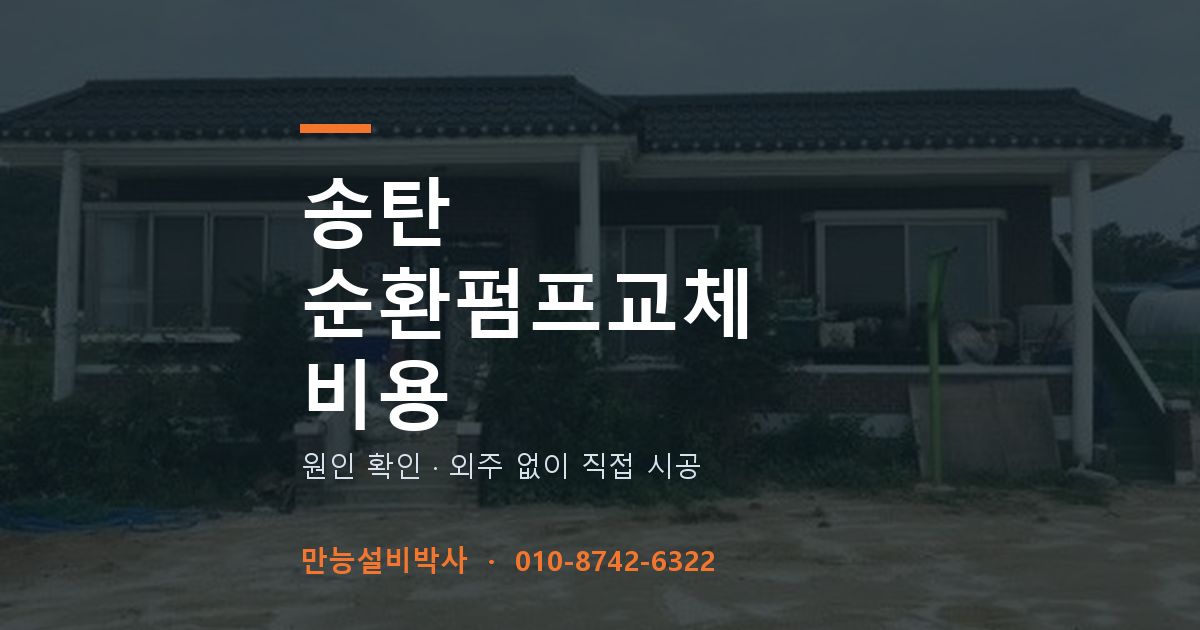 송탄
순환펌프교체
비용
원인 확인 · 외주 없이 직접 시공
만능설비박사 · 010-8742-6322